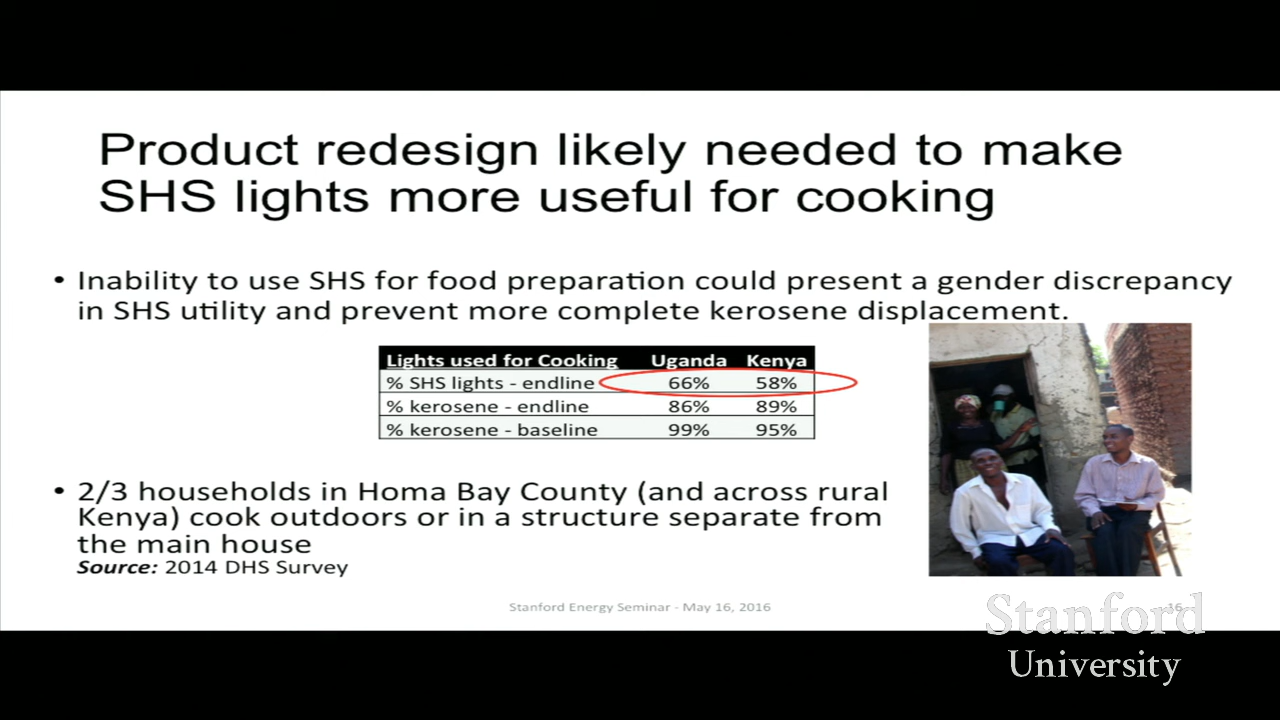 Product redesign likely needed to make
SHS lights more useful for cooking
• Inability to use SHS for food preparation could present a gender discrepancy
in SHS utility and prevent more complete kerosene displacement.
Lights used for Cooking Uganda Kenya
% SHS lights - endline 66% 58%
% kerosene - endline 86% 89%
% kerosene - baseline 99% 95%
• 2/3 households in Homa Bay County (and across rural
Kenya) cook outdoors or in a structure separate from
the main house
Source: 2014 DHS Survey
Stanford Energy Seminar - May 16, 2016
16
Stanford
University